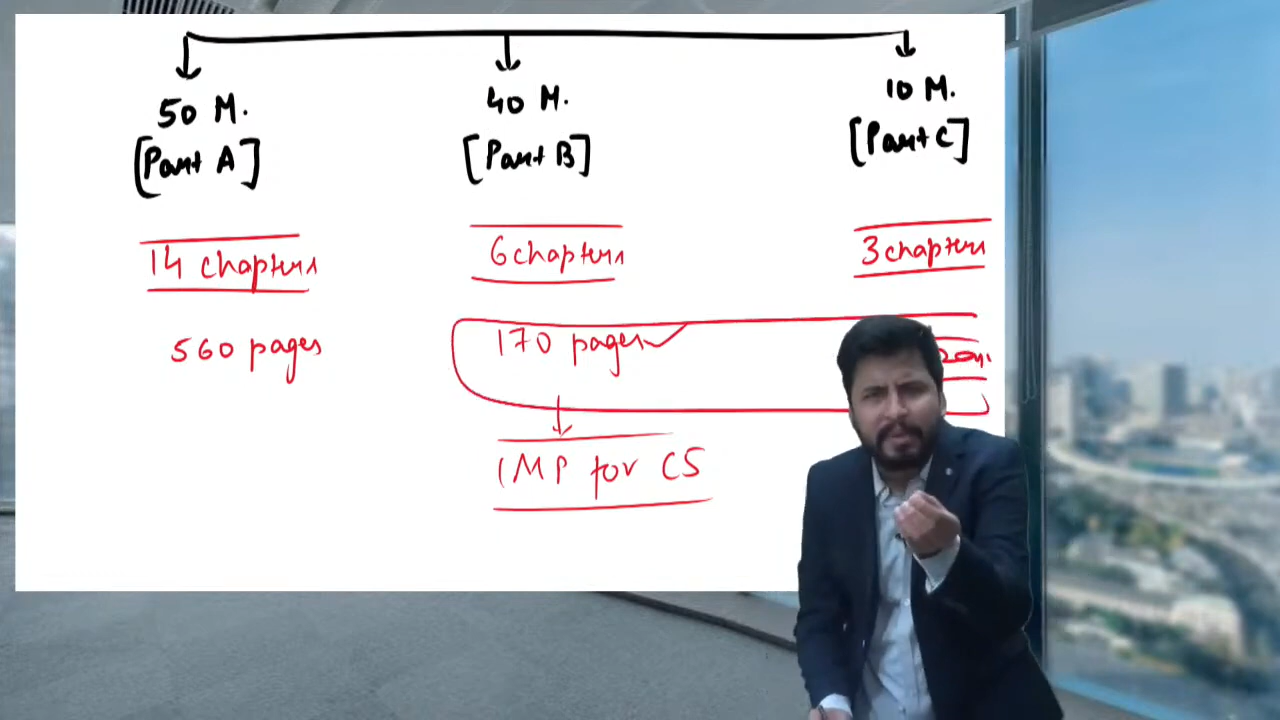 50 M.
[Part A]
14 chapters
560 pages
40 M.
[Part B]
6 chapters
170 pages
IMP for CS
10 M.
[Part C]
3 chapters